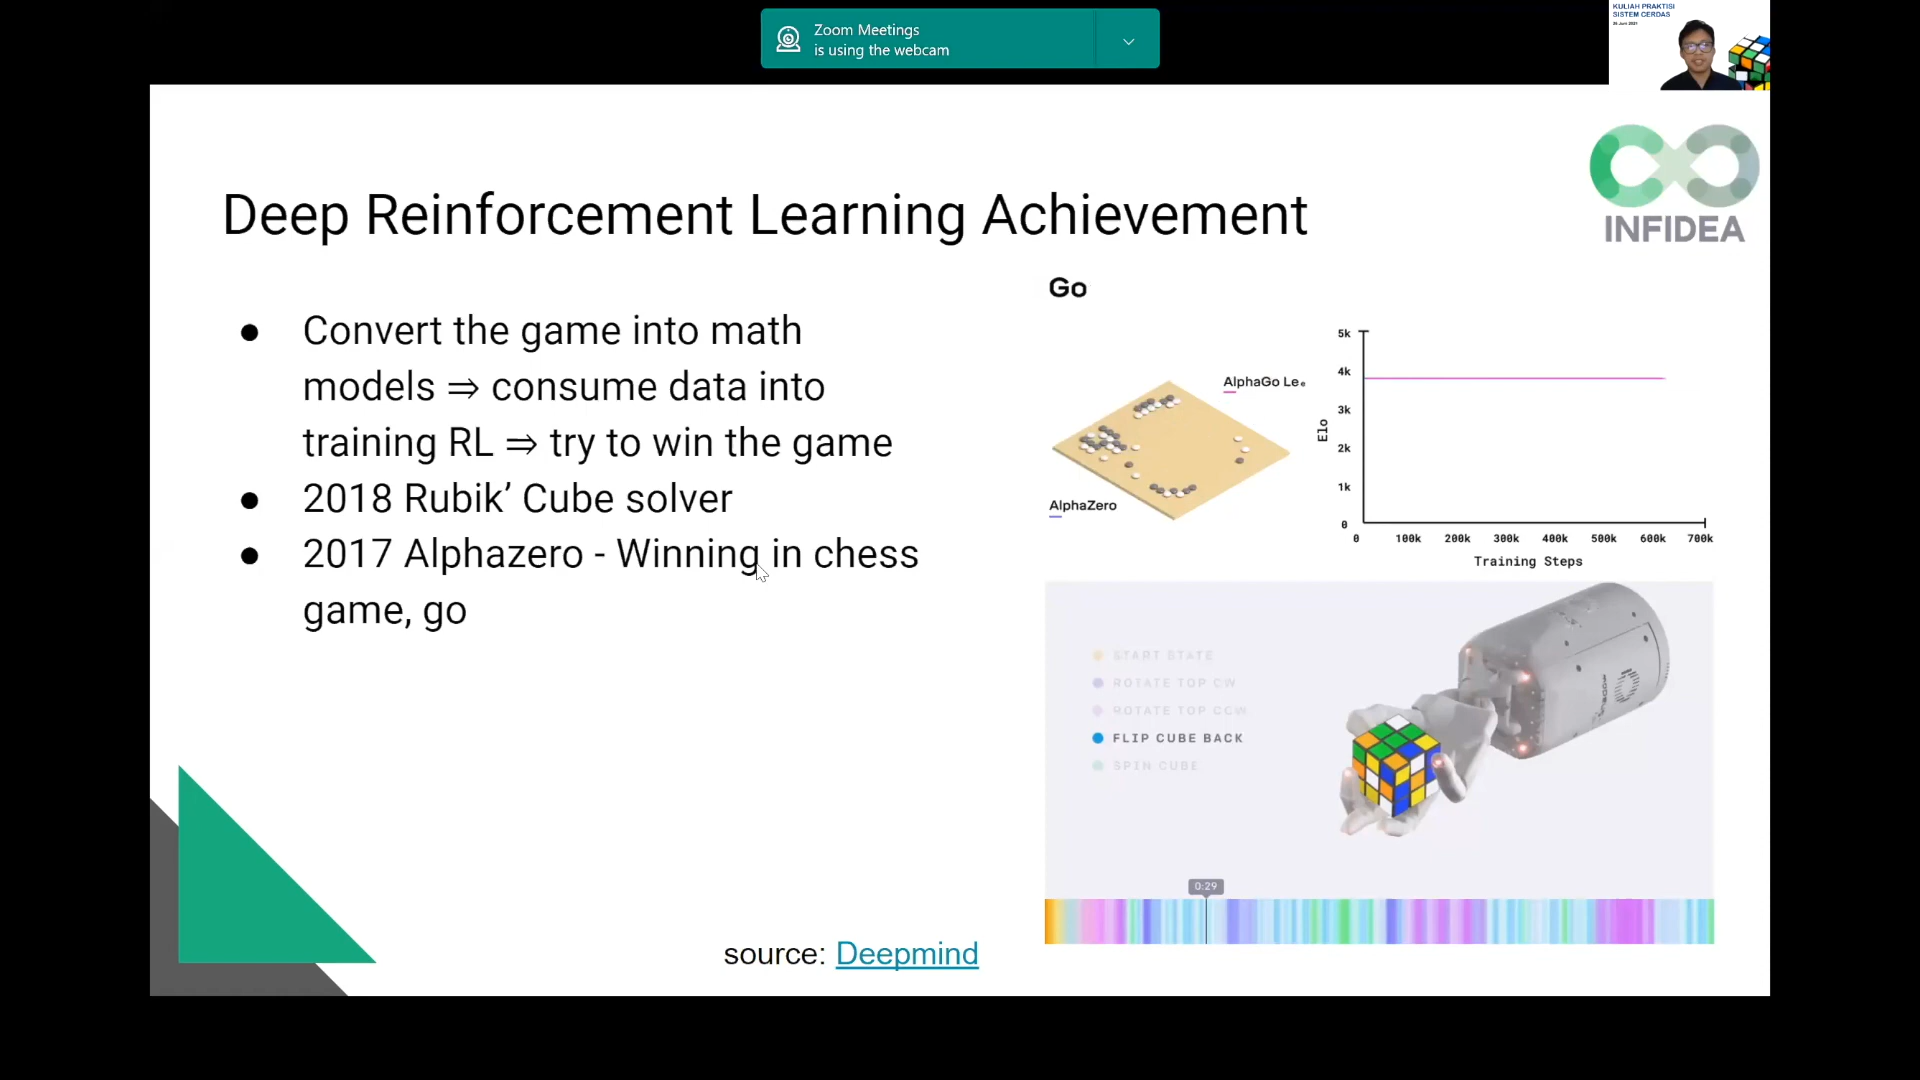 Zoom Meetings
is using the webcam
KULIAH PRAKTISI
SISTEM CERDAS
INFIDEA
Deep Reinforcement Learning Achievement
● Convert the game into math
models ⇒ consume data into
training RL ⇒ try to win the game
● 2018 Rubik’ Cube solver
● 2017 Alphazero - Winning in chess
game, go
source: Deepmind
Go
AlphaGo Lee
AlphaZero
5k
4k
3k
2k
1k
0
Elo
0 100k 200k 300k 400k 500k 600k 700k
Training Steps
START STATE
ROTATE TOP CW
ROTATE TOP CCW
FLIP CUBE BACK
SPIN CUBE
0:29